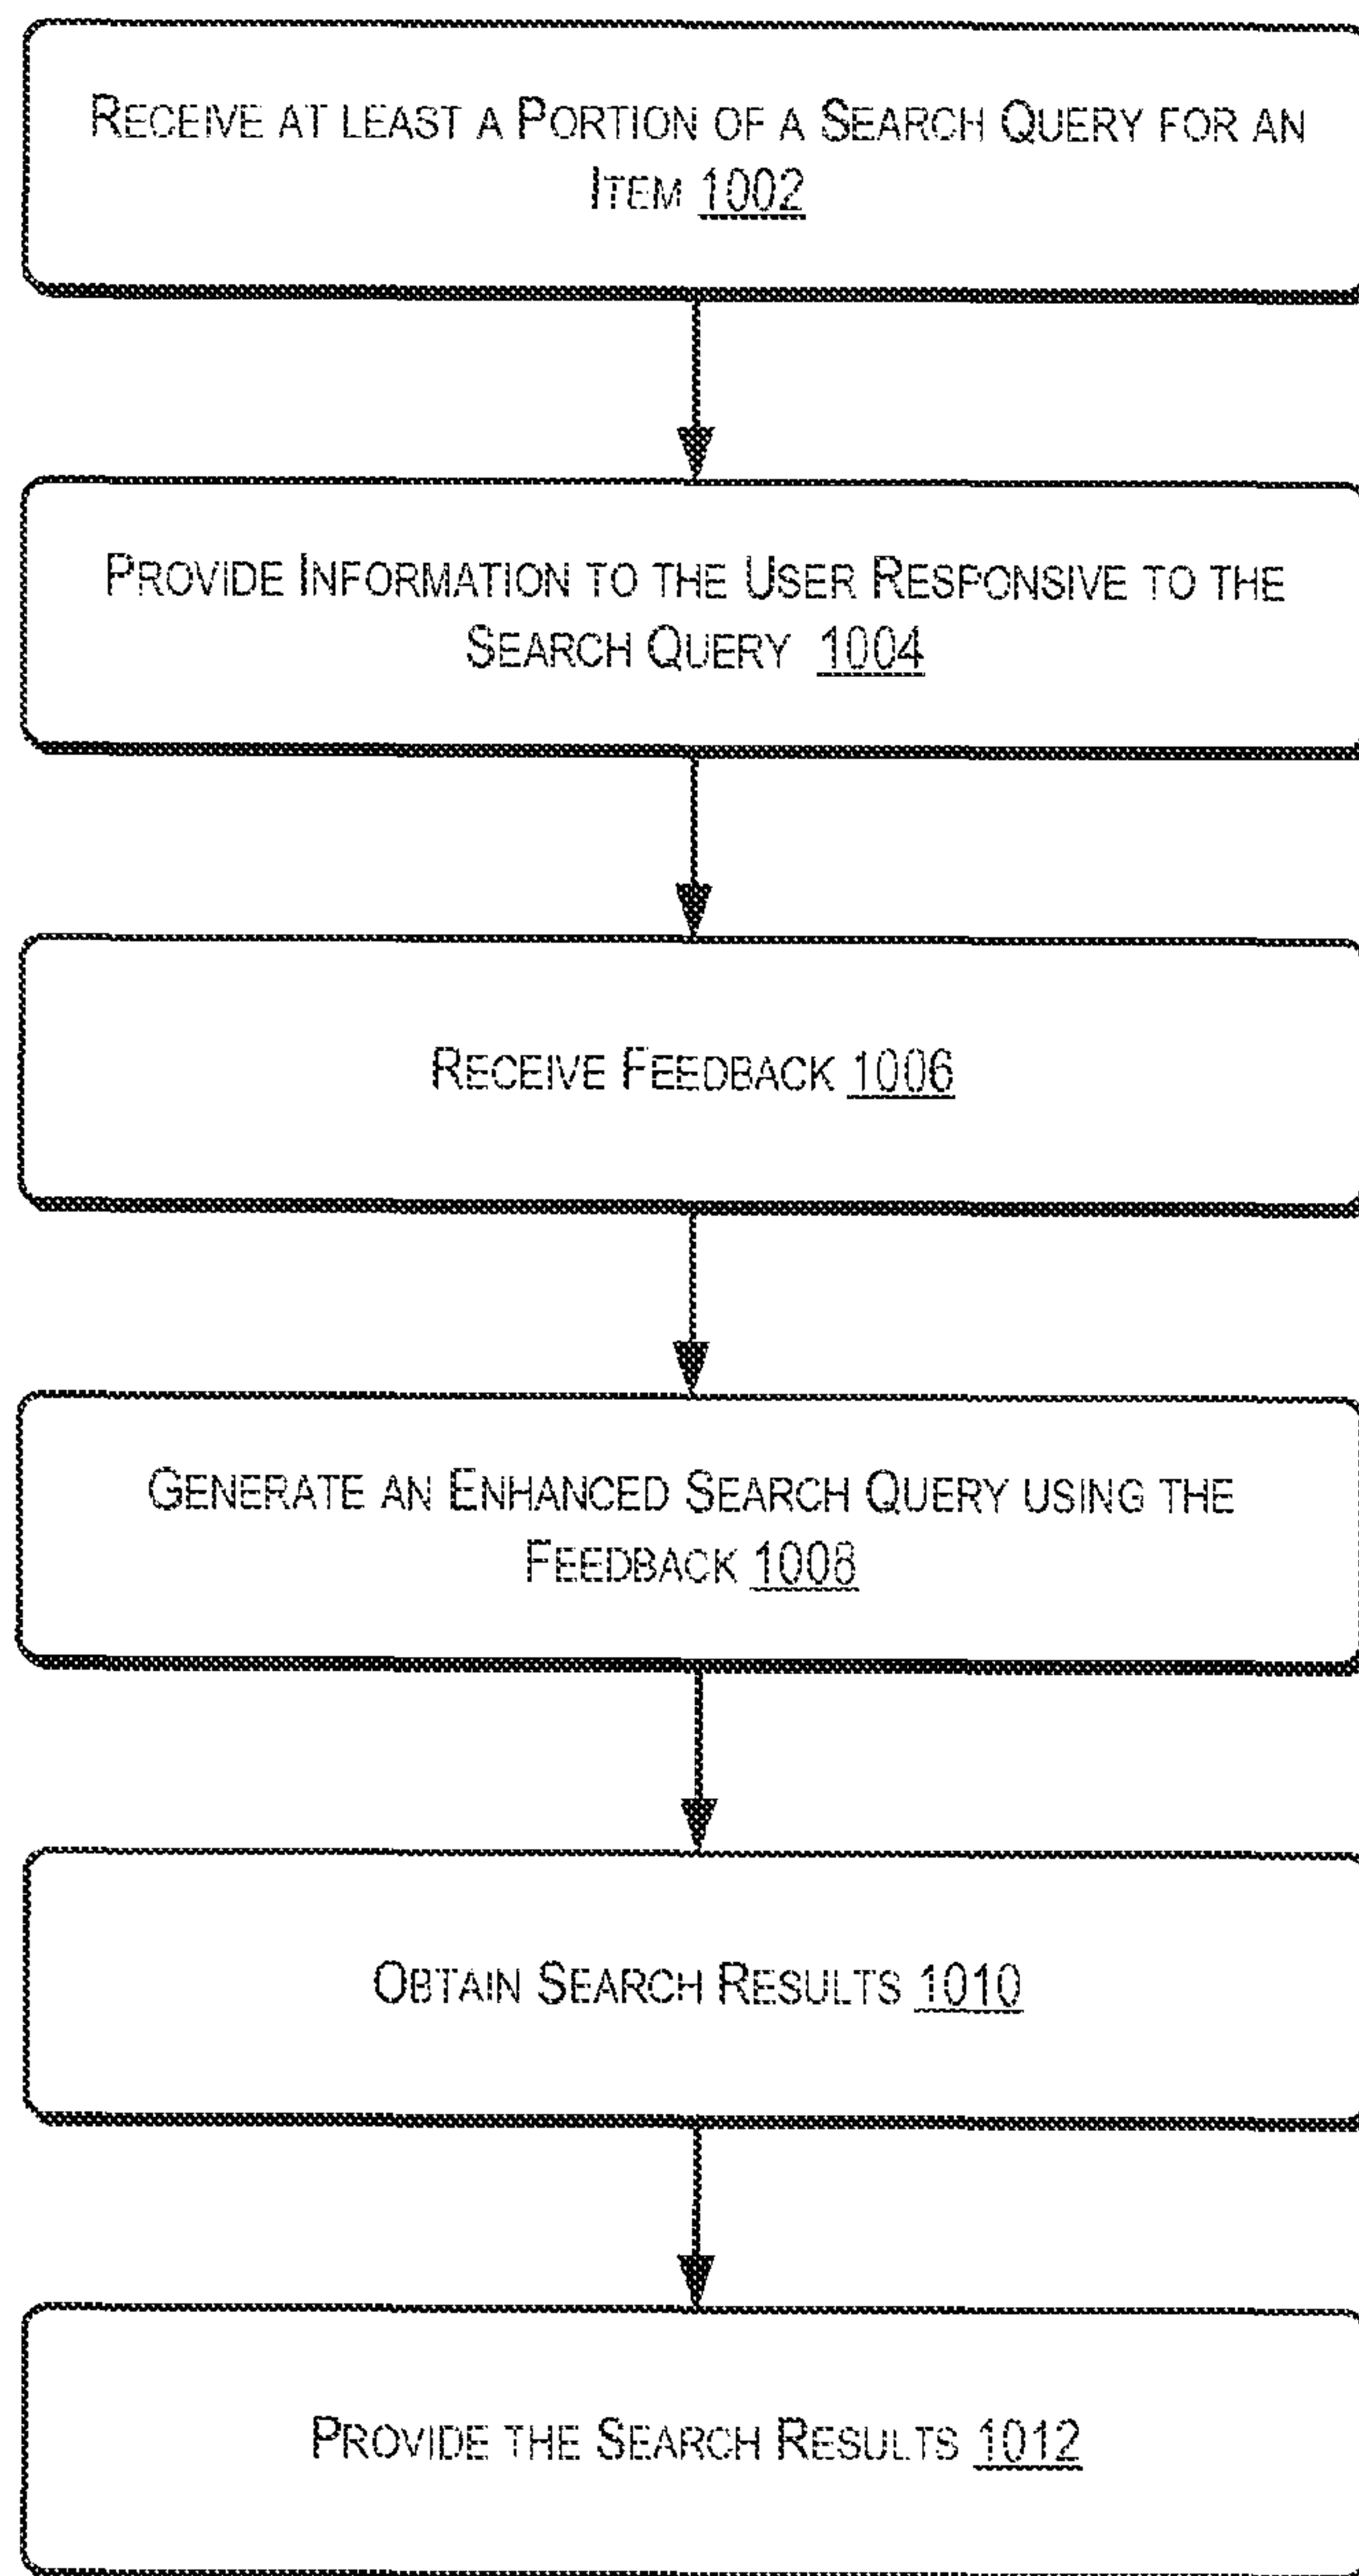 RECEIVE AT LEAST A PORTION OF A SEARCH QUERY FOR AN
ITEM 1002
PROVIDE INFORMATION TO THE USER RESPONSIVE TO THE
SEARCH QUERY 1004
RECEIVE FEEDBACK 1006
GENERATE AN ENHANCED SEARCH QUERY USING THE
FEEDBACK 1008
OBTAIN SEARCH RESULTS 1010
PROVIDE THE SEARCH RESULTS 1012